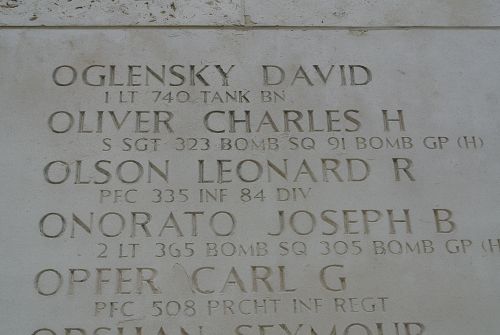 OGLENSKY DAVID
1 LT 740 TANK BN
OLIVER CHARLES H
S SGT 323 BOMB SQ 91 BOMB GP (H)
OLSON LEONARD R
PFC 335 INF 84 DIV
ONORATO JOSEPH B
2 LT 365 BOMB SQ 305 BOMB GP (H
OPFER CARL G
PFC 508 PRCHT INF REGT
ORSHAN SEYMOUR